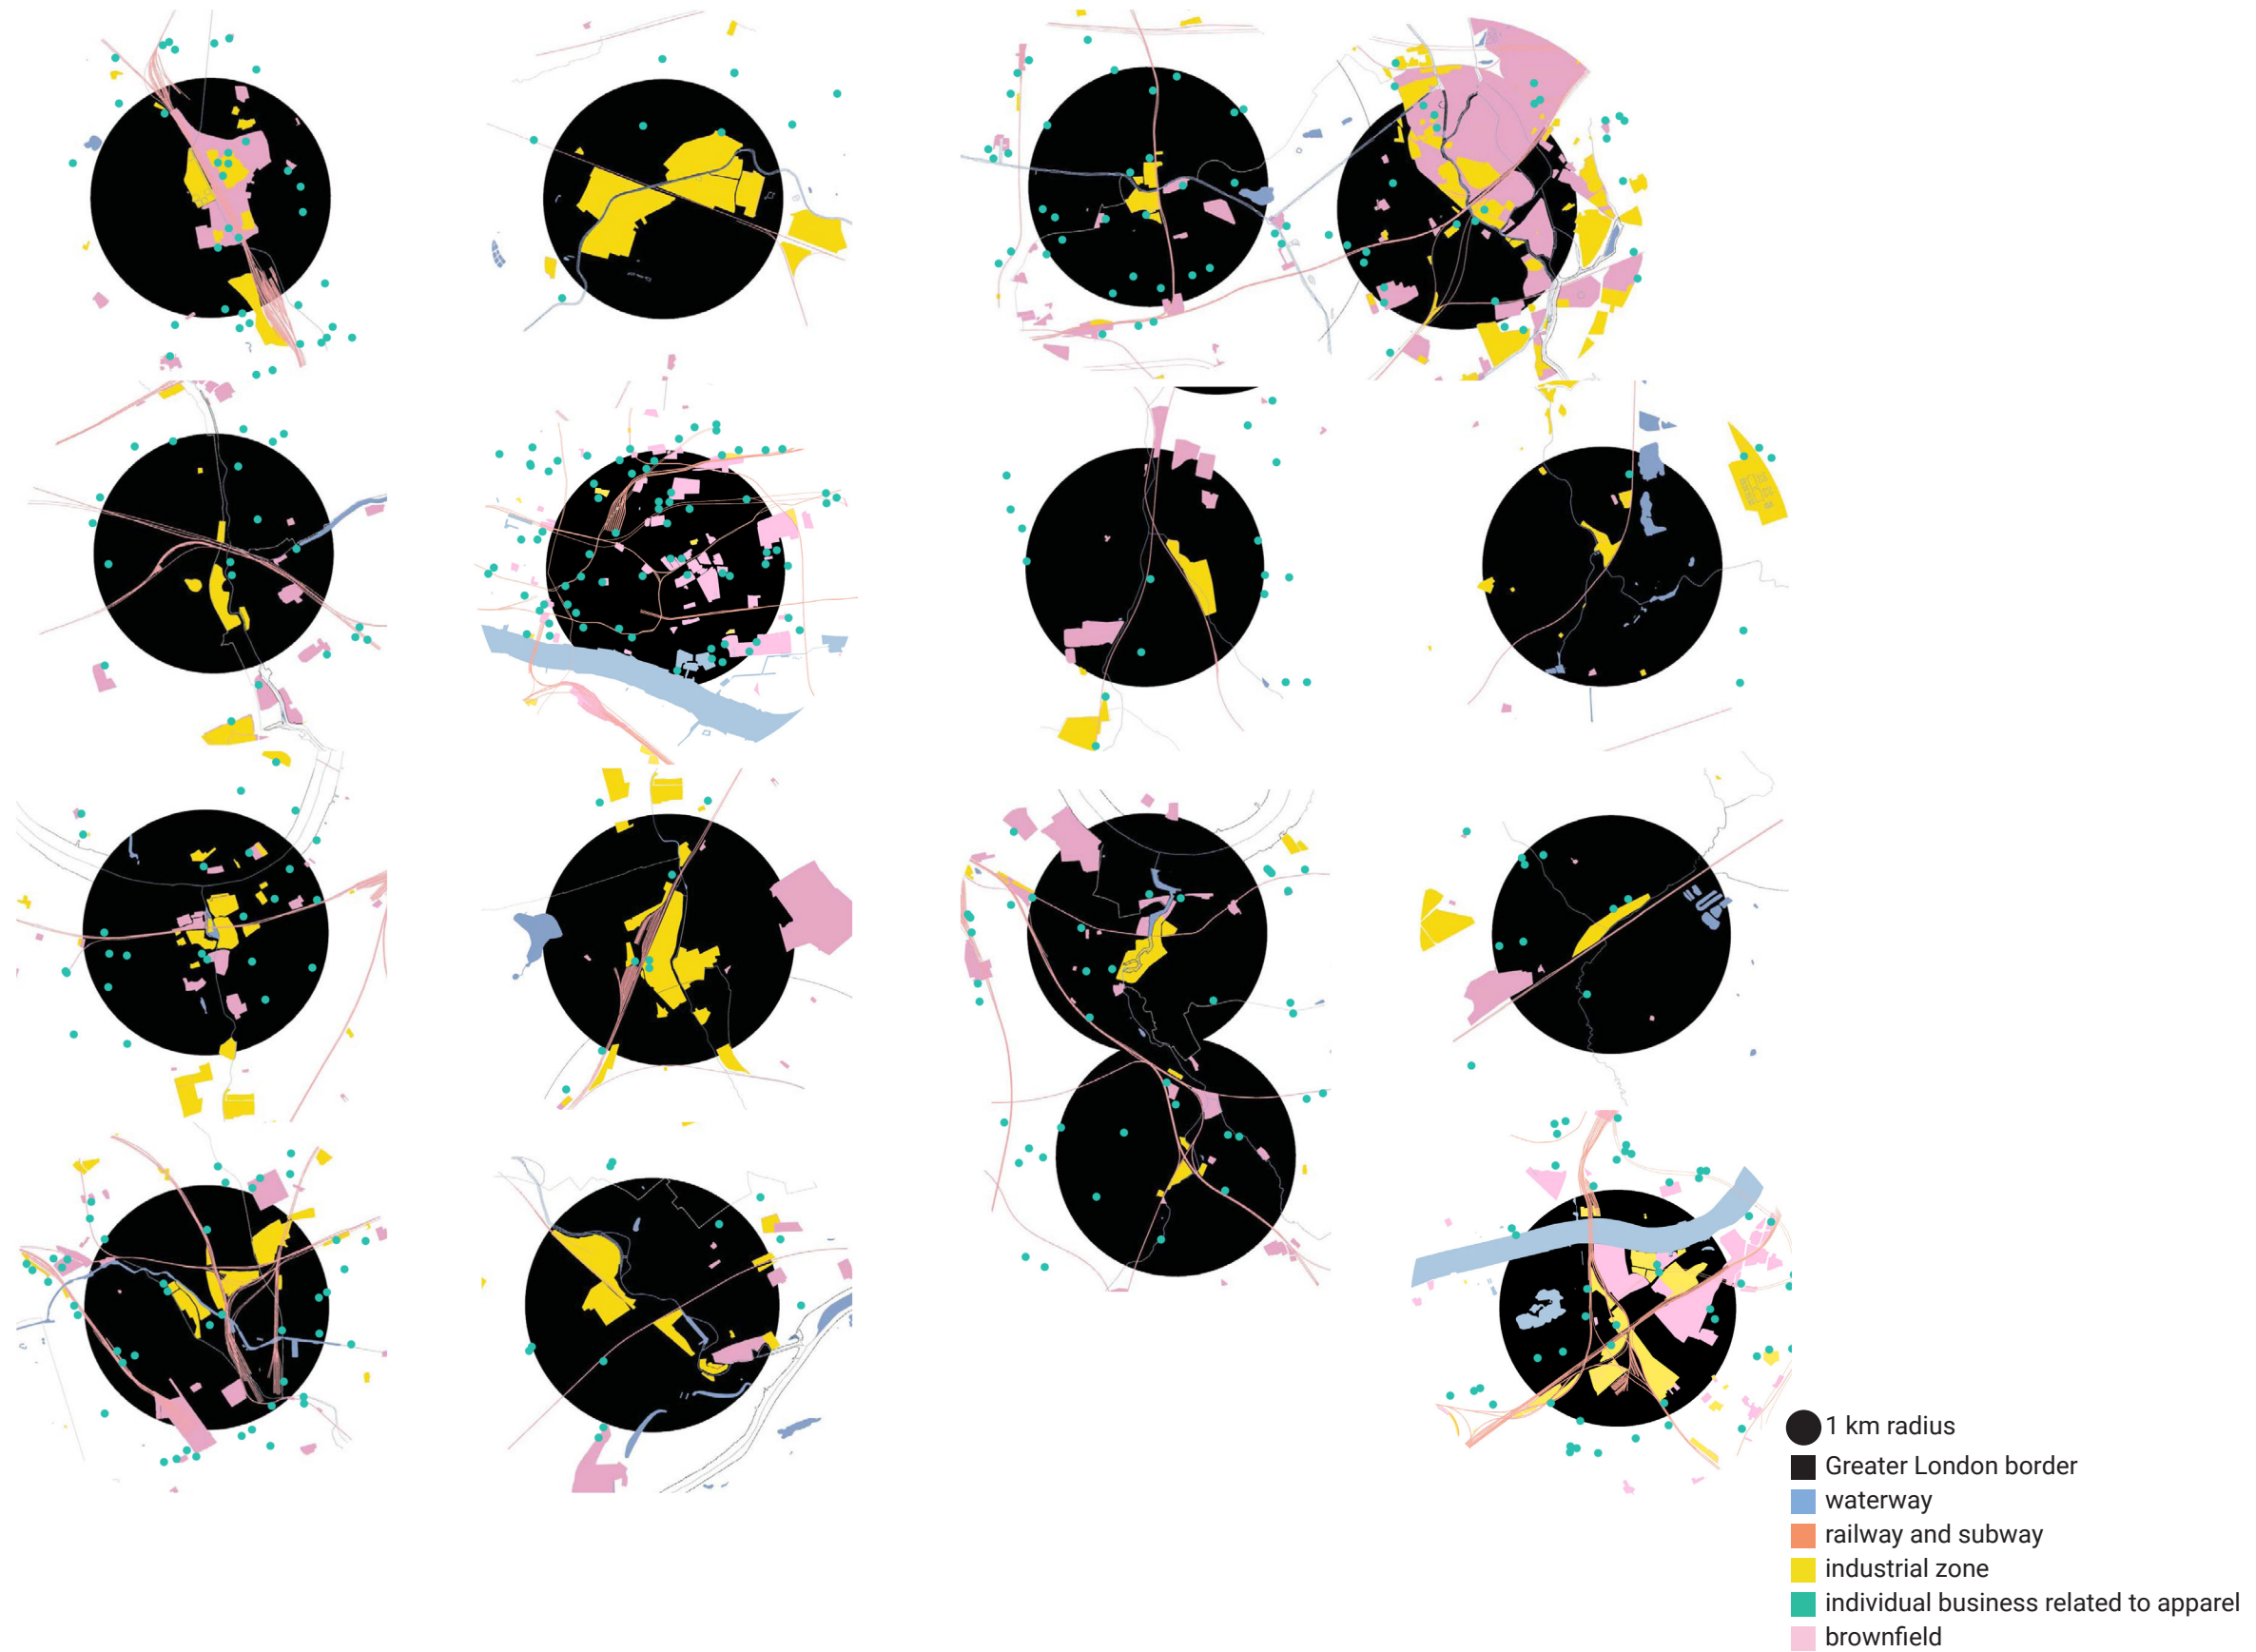 1 km radius
Greater London border
waterway
railway and subway
industrial zone
individual business related to apparel
brownfield